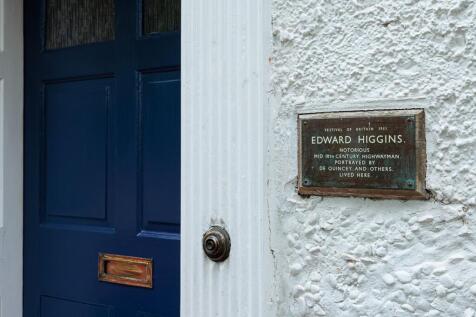 FESTIVAL OF BRITAIN 1951
EDWARD HIGGINS.
NOTORIOUS
MID 18TH CENTURY HIGHWAYMAN
PORTRAYED BY
DE QUINCEY AND OTHERS,
LIVED HERE